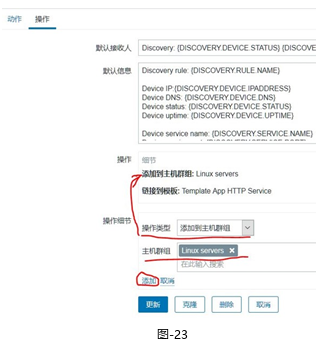 动作 操作
默认接收人 Discovery: {DISCOVERY.DEVICE.STATUS} {DISCOVE
默认信息 Discovery rule: {DISCOVERY.RULE.NAME}
Device IP:{DISCOVERY.DEVICE.IPADDRESS}
Device DNS: {DISCOVERY.DEVICE.DNS}
Device status: {DISCOVERY.DEVICE.STATUS}
Device uptime: {DISCOVERY.DEVICE.UPTIME}
Device service name: {DISCOVERY.SERVICE.NAME}
操作 细节
添加到主机群组: Linux servers
链接到模板: Template App HTTP Service
操作细节
操作类型 添加到主机群组
主机群组 Linux servers ×
在此输入搜索
添加 取消
更新 克隆 删除 取消
图-23